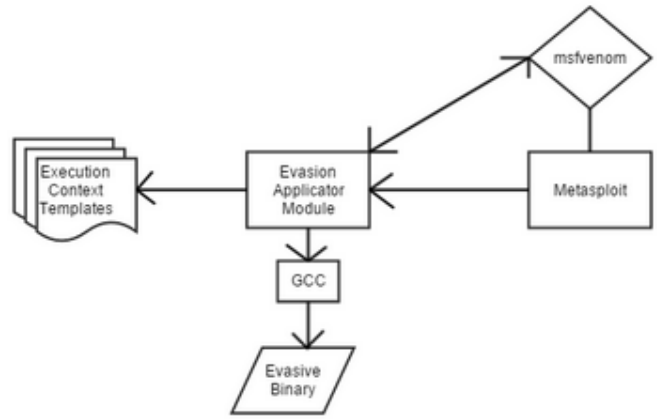 msfvenom
Execution
Context
Templates
Evasion
Applicator
Module
Metasploit
GCC
Evasive
Binary